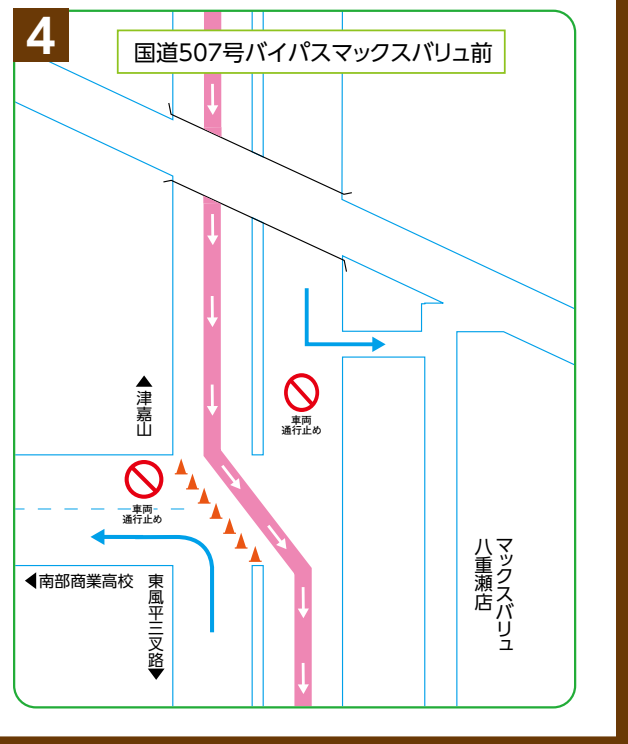 4
国道507号バイパスマックスバリュ前
▲津嘉山
車両
通行止め
車両
通行止め
◀南部商業高校
東風平三叉路▼
マックスバリュ
八重瀬店